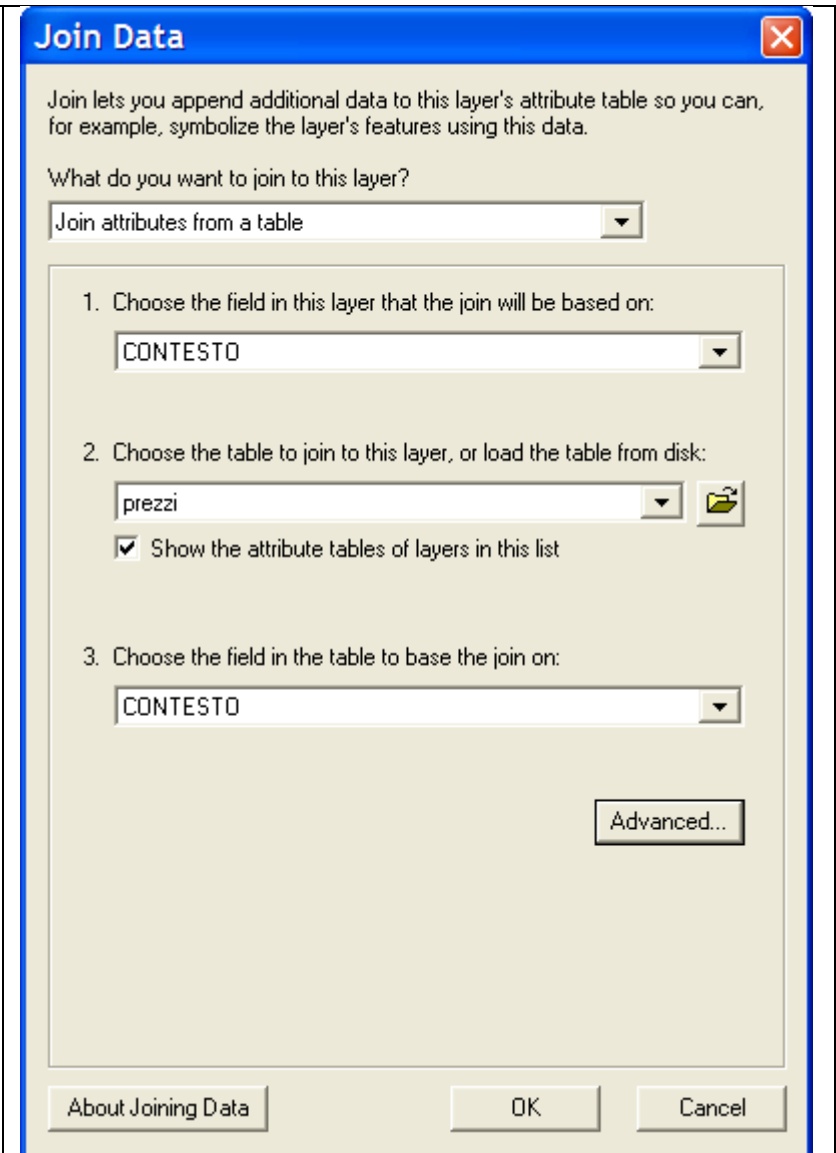 Join Data
Join lets you append additional data to this layer's attribute table so you can,
for example, symbolize the layer's features using this data.
What do you want to join to this layer?
Join attributes from a table
1. Choose the field in this layer that the join will be based on:
CONTESTO
2. Choose the table to join to this layer, or load the table from disk:
prezzi
Show the attribute tables of layers in this list
3. Choose the field in the table to base the join on:
CONTESTO
Advanced...
About Joining Data OK Cancel